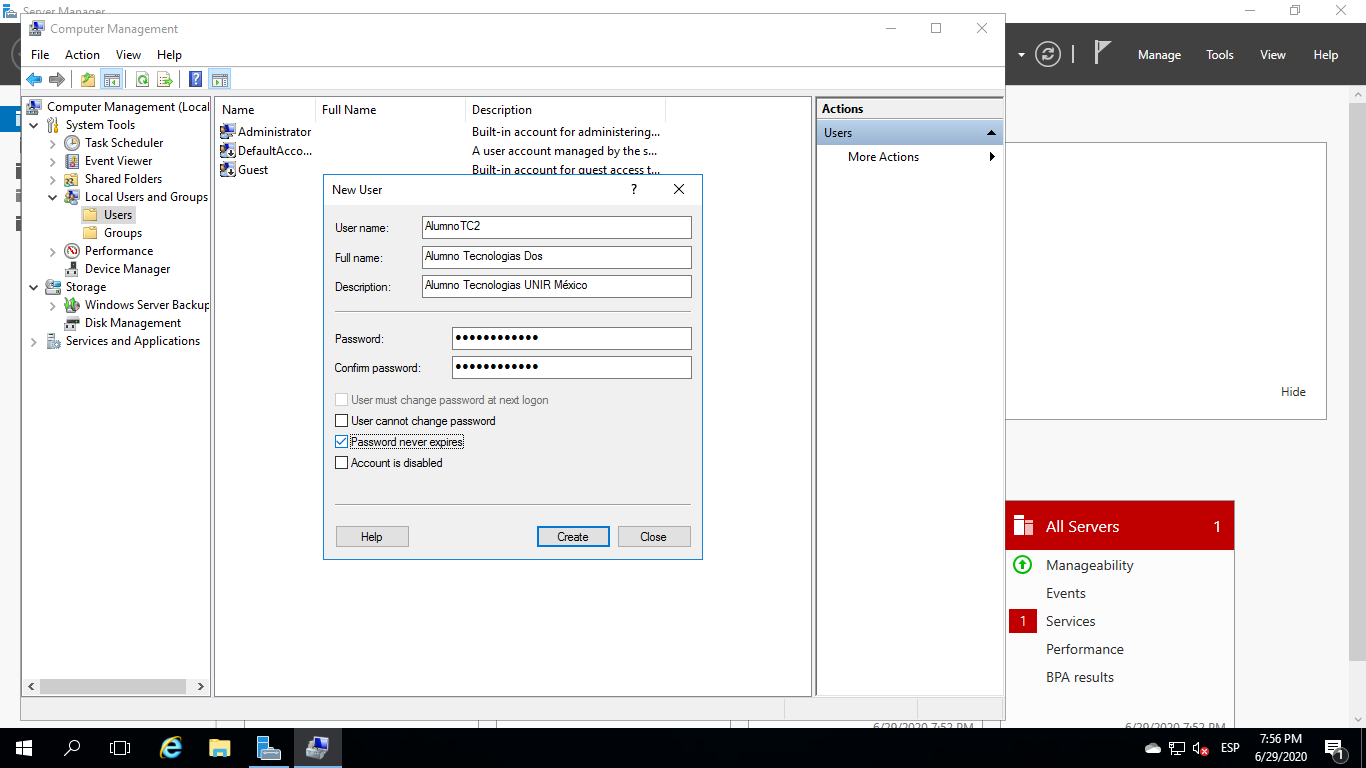 Server Manager
Computer Management
File Action View Help
Manage Tools View Help
Computer Management (Local
System Tools
Task Scheduler
Event Viewer
Shared Folders
Local Users and Groups
Users
Groups
Performance
Device Manager
Storage
Windows Server Backup
Disk Management
Services and Applications
Name Full Name Description
Administrator Built-in account for administering...
DefaultAcco... A user account managed by the s...
Guest Built-in account for guest access t...
Actions
Users
More Actions
New User
?
User name: AlumnoTC2
Full name: Alumno Tecnologias Dos
Description: Alumno Tecnologias UNIR México
Password: ●●●●●●●●●●●●
Confirm password: ●●●●●●●●●●●●
User must change password at next logon
User cannot change password
Password never expires
Account is disabled
Help Create Close
Hide
All Servers 1
Manageability
Events
1 Services
Performance
BPA results
6/29/2020 7:52 PM 6/29/2020 7:52 PM
ESP
7:56 PM
6/29/2020
1